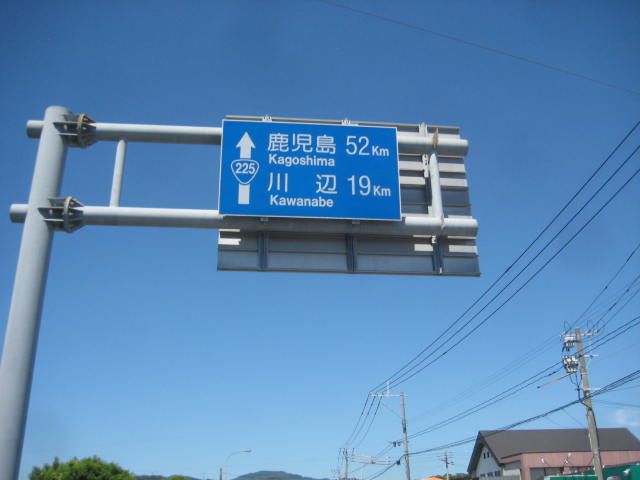 鹿児島 52Km
Kagoshima
225
川辺 19Km
Kawanabe